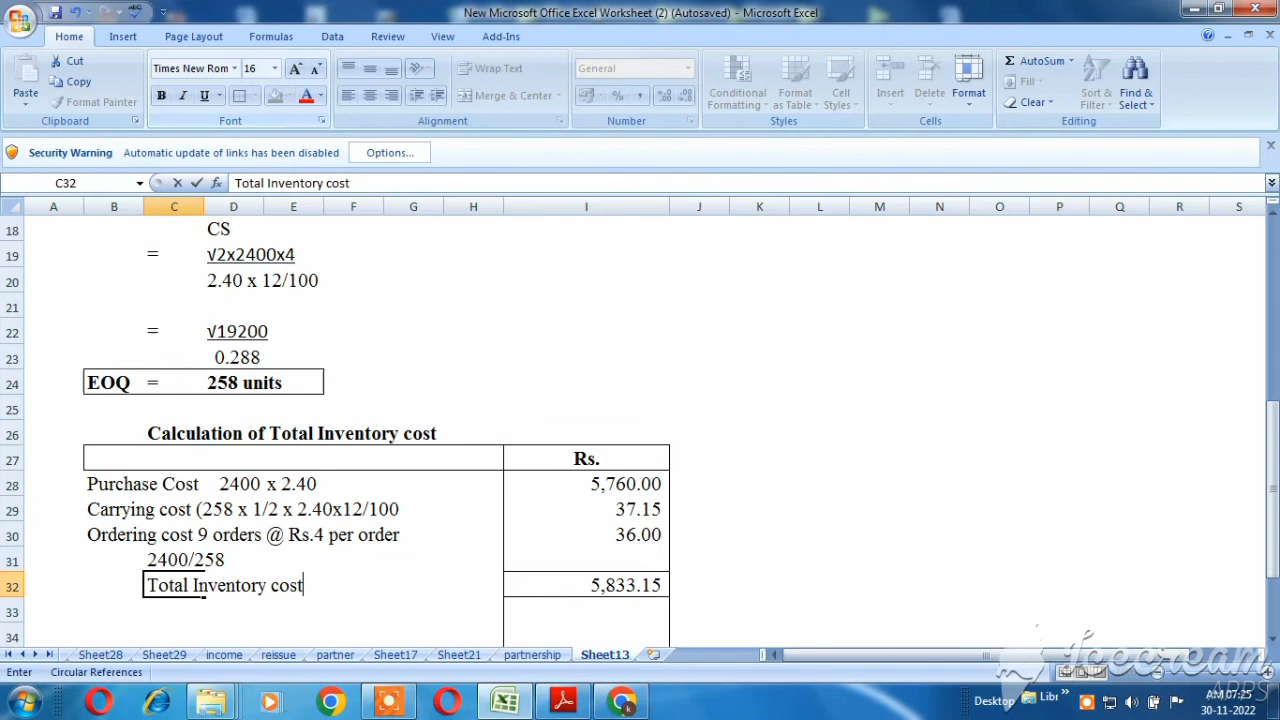 New Microsoft Office Excel Worksheet (2) (Autosaved) - Microsoft Excel
Home Insert Page Layout Formulas Data Review View Add-Ins
Paste
Cut
Copy
Format Painter
Clipboard
Times New Rom 16
B I U
Font
Wrap Text
Merge & Center
Alignment
General
Number
Conditional Formatting
Format as Table
Cell Styles
Styles
Insert Delete Format
Cells
AutoSum
Fill
Clear
Sort & Filter
Find & Select
Editing
Security Warning Automatic update of links has been disabled Options...
C32 fx Total Inventory cost
A B C D E F G H I J K L M N O P Q R S
18 CS
19 = √2x2400x4
20 2.40 x 12/100
21
22 = √19200
23 0.288
24 EOQ = 258 units
25
26 Calculation of Total Inventory cost
27 Rs.
28 Purchase Cost 2400 x 2.40 5,760.00
29 Carrying cost (258 x 1/2 x 2.40x12/100 37.15
30 Ordering cost 9 orders @ Rs.4 per order 36.00
31 2400/258
32 Total Inventory cost 5,833.15
33
34
Sheet28 Sheet29 income reissue partner Sheet17 Sheet21 partnership Sheet13
Enter Circular References
Icecream
APPS
Desktop Libr » AM 07:25
30-11-2022